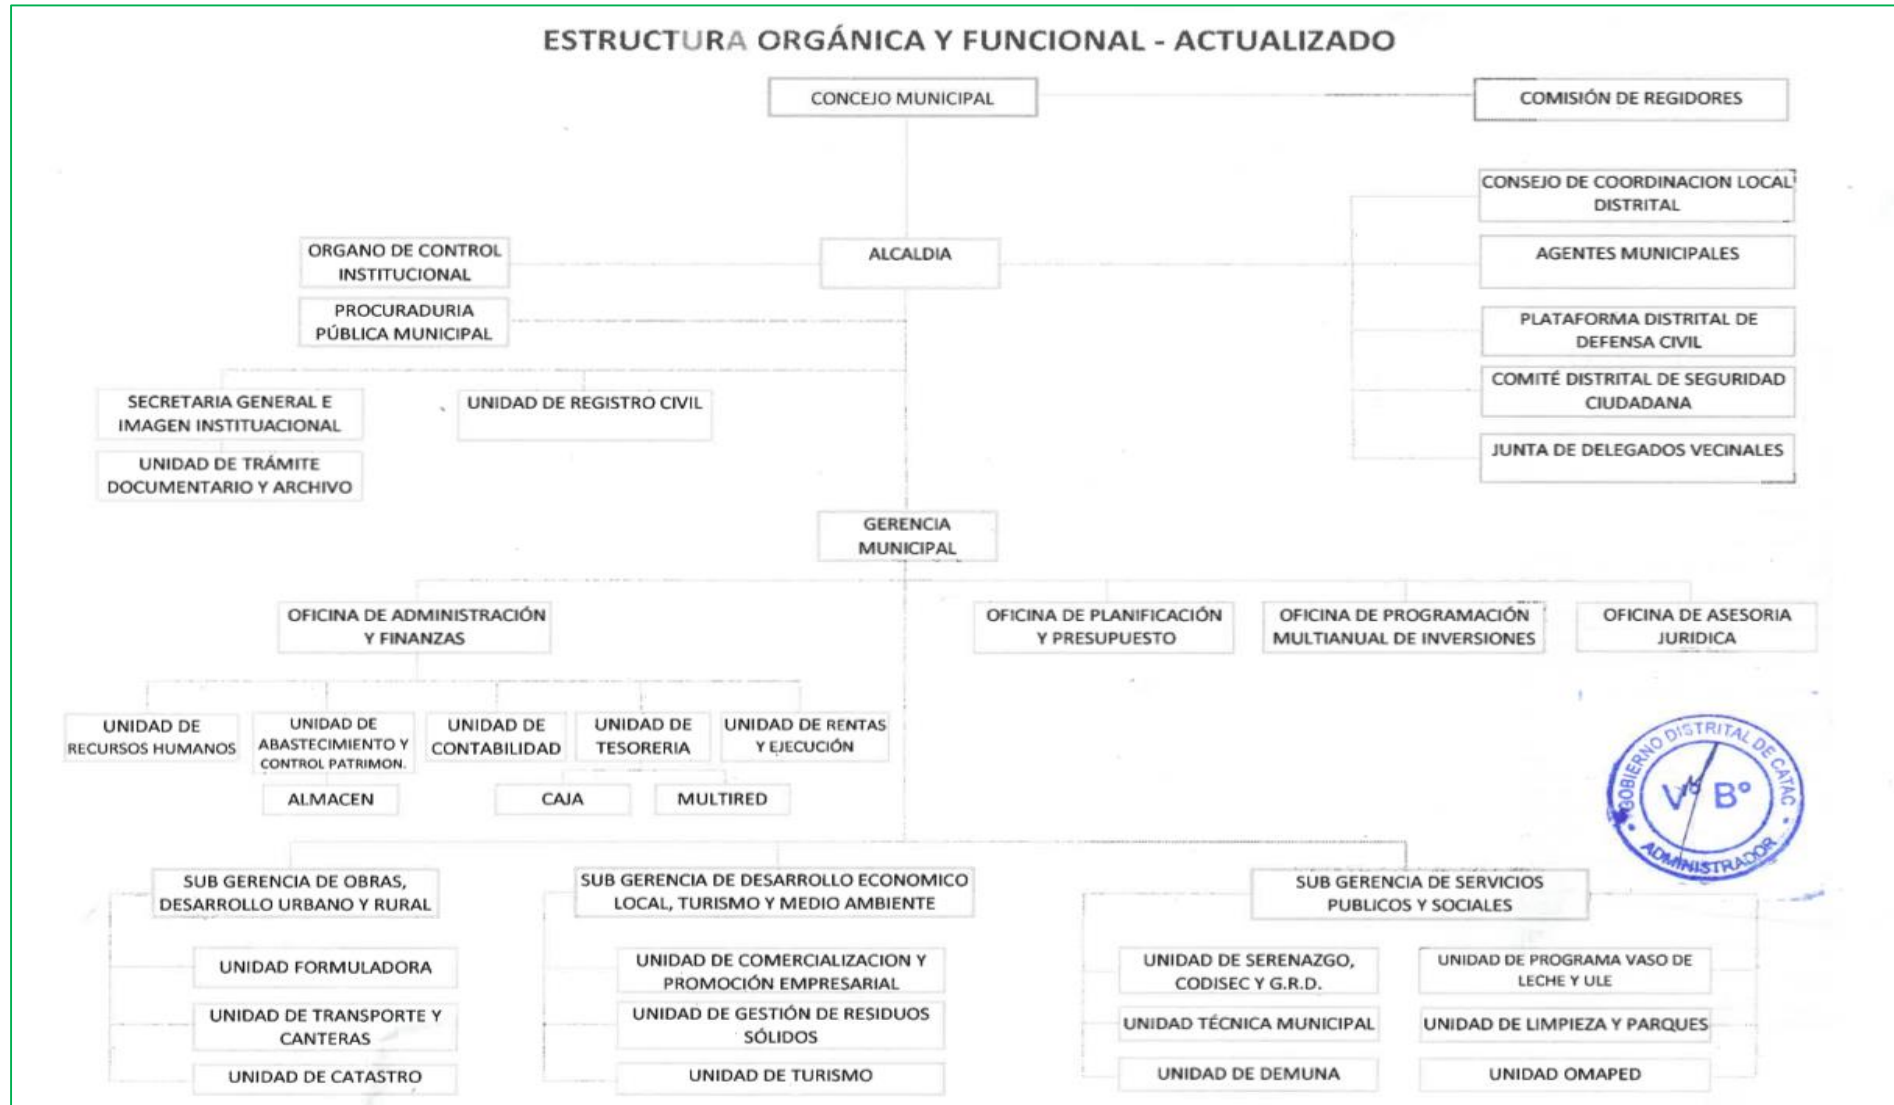 ESTRUCTURA ORGÁNICA Y FUNCIONAL - ACTUALIZADO
CONCEJO MUNICIPAL
COMISIÓN DE REGIDORES
CONSEJO DE COORDINACION LOCAL
DISTRITAL
ORGANO DE CONTROL
INSTITUCIONAL
ALCALDIA
AGENTES MUNICIPALES
PROCURADURIA
PÚBLICA MUNICIPAL
PLATAFORMA DISTRITAL DE
DEFENSA CIVIL
SECRETARIA GENERAL E
IMAGEN INSTITUACIONAL
UNIDAD DE REGISTRO CIVIL
COMITÉ DISTRITAL DE SEGURIDAD
CIUDADANA
UNIDAD DE TRÁMITE
DOCUMENTARIO Y ARCHIVO
JUNTA DE DELEGADOS VECINALES
GERENCIA
MUNICIPAL
OFICINA DE ADMINISTRACIÓN
Y FINANZAS
OFICINA DE PLANIFICACIÓN
Y PRESUPUESTO
OFICINA DE PROGRAMACIÓN
MULTIANUAL DE INVERSIONES
OFICINA DE ASESORIA
JURIDICA
UNIDAD DE
RECURSOS HUMANOS
UNIDAD DE
ABASTECIMIENTO Y
CONTROL PATRIMON.
UNIDAD DE
CONTABILIDAD
UNIDAD DE
TESORERIA
UNIDAD DE RENTAS
Y EJECUCIÓN
ALMACEN
CAJA
MULTIRED
GOBIERNO DISTRITAL DE CATAC
V° B°
ADMINISTRADOR
SUB GERENCIA DE OBRAS,
DESARROLLO URBANO Y RURAL
SUB GERENCIA DE DESARROLLO ECONOMICO
LOCAL, TURISMO Y MEDIO AMBIENTE
SUB GERENCIA DE SERVICIOS
PUBLICOS Y SOCIALES
UNIDAD FORMULADORA
UNIDAD DE COMERCIALIZACION Y
PROMOCIÓN EMPRESARIAL
UNIDAD DE SERENAZGO,
CODISEC Y G.R.D.
UNIDAD DE PROGRAMA VASO DE
LECHE Y ULE
UNIDAD DE TRANSPORTE Y
CANTERAS
UNIDAD DE GESTIÓN DE RESIDUOS
SÓLIDOS
UNIDAD TÉCNICA MUNICIPAL
UNIDAD DE LIMPIEZA Y PARQUES
UNIDAD DE CATASTRO
UNIDAD DE TURISMO
UNIDAD DE DEMUNA
UNIDAD OMAPED